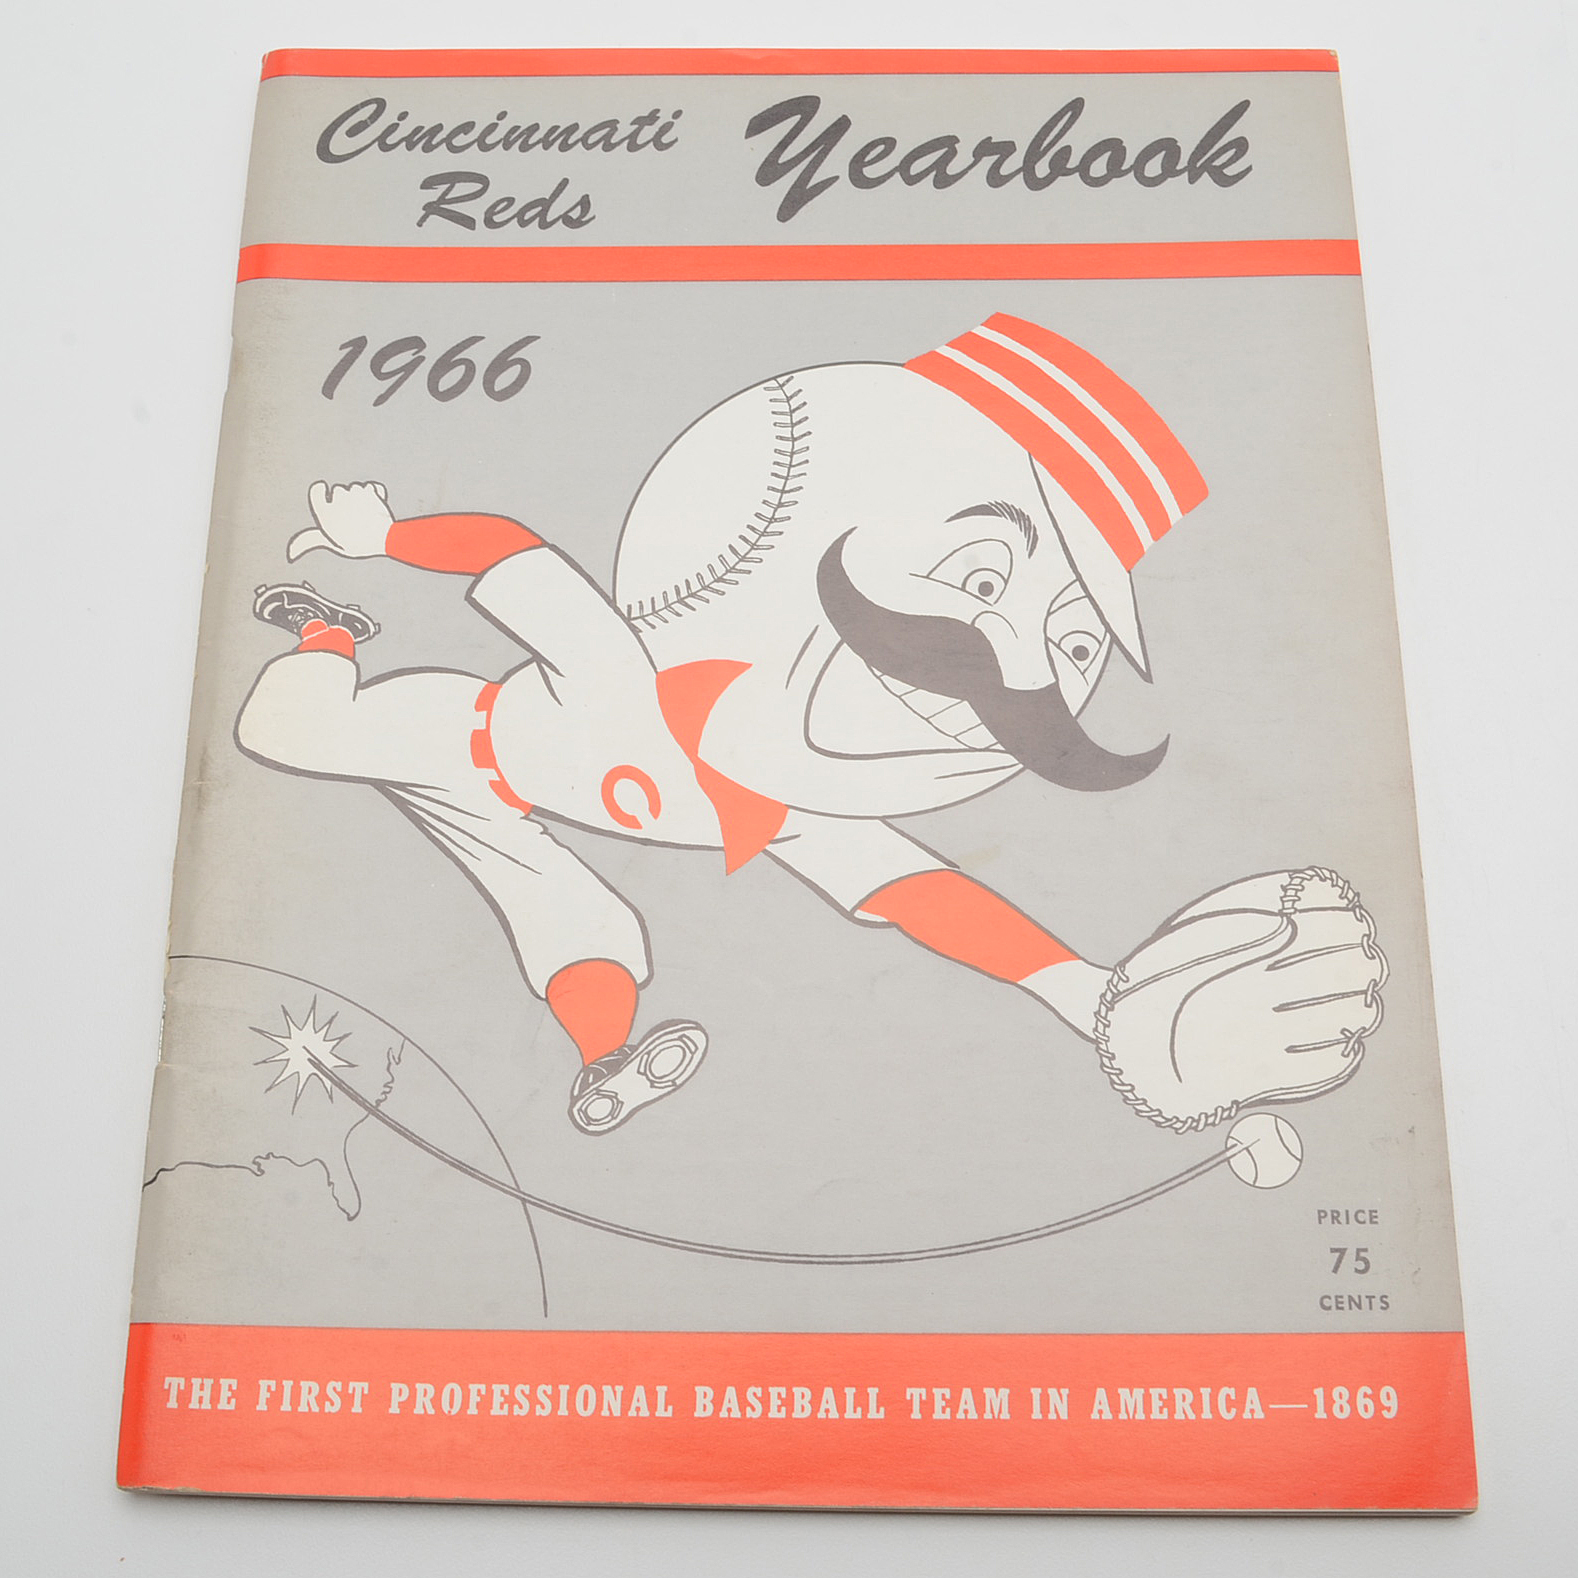 Cincinnati
Reds
Yearbook
1966
C
PRICE
75
CENTS
THE FIRST PROFESSIONAL BASEBALL TEAM IN AMERICA—1869